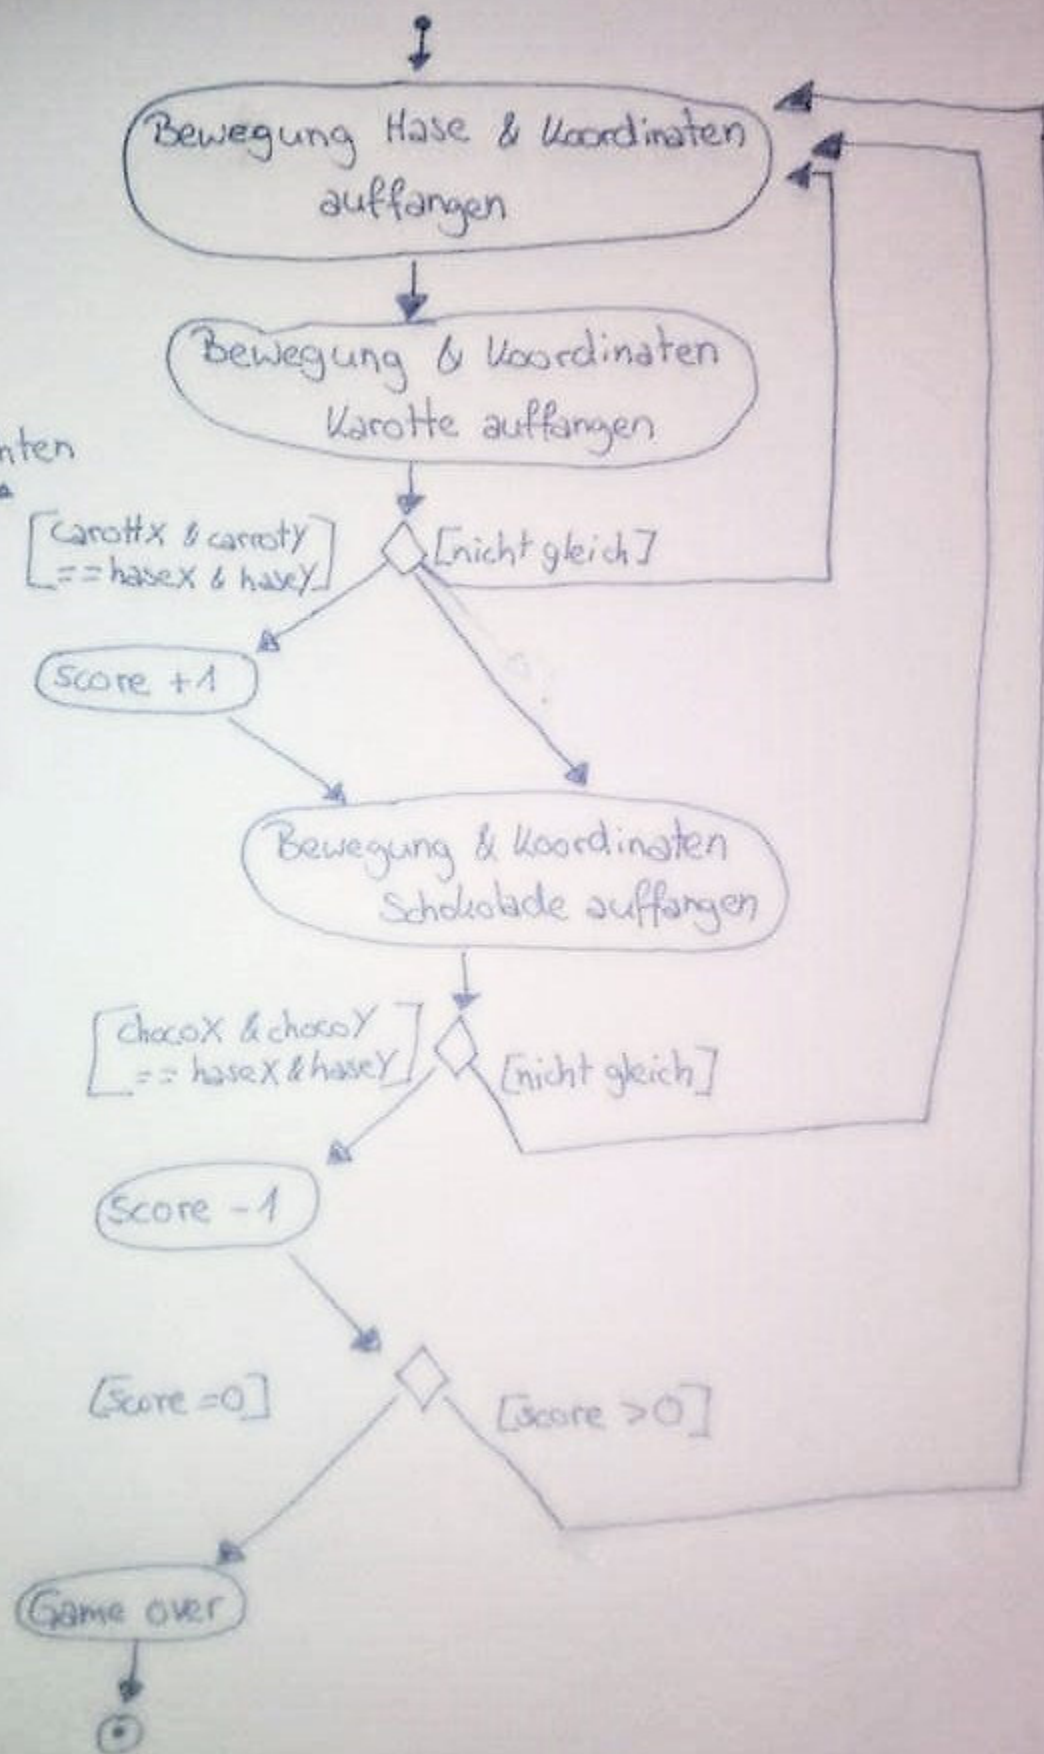 Bewegung Hase & Koordinaten
auffangen
Bewegung & Koordinaten
Karotte auffangen
nten
[carottX & carrotY
== haseX & haseY]
[nicht gleich]
Score +1
Bewegung & Koordinaten
Schokolade auffangen
[chocoX & chocoY
== haseX & haseY]
[nicht gleich]
Score -1
[Score =0]
[score >0]
Game over